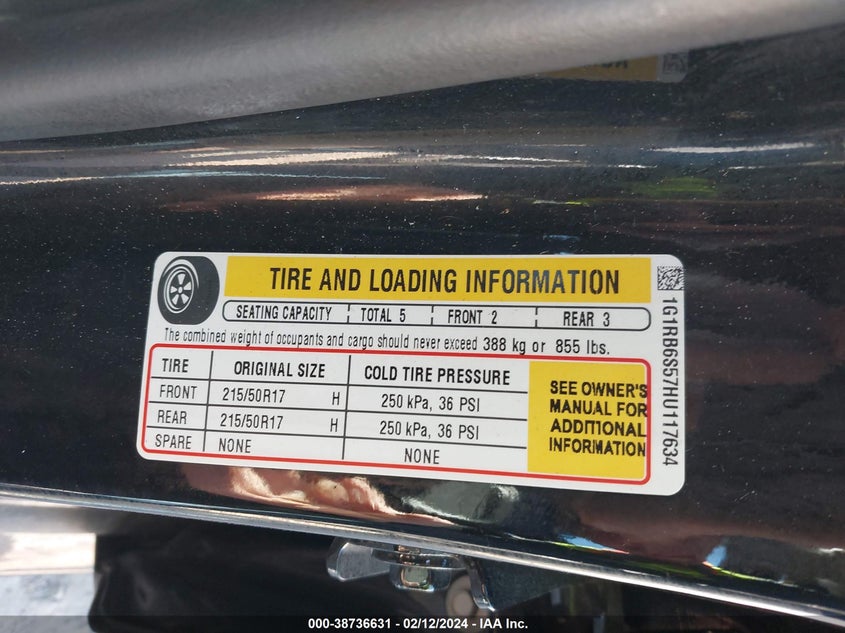 TIRE AND LOADING INFORMATION
SEATING CAPACITY TOTAL 5 FRONT 2 REAR 3
The combined weight of occupants and cargo should never exceed 388 kg or 855 lbs.
TIRE ORIGINAL SIZE COLD TIRE PRESSURE
FRONT 215/50R17 H 250 kPa, 36 PSI
REAR 215/50R17 H 250 kPa, 36 PSI
SPARE NONE NONE
SEE OWNER'S
MANUAL FOR
ADDITIONAL
INFORMATION
1G1RB6S57HU117634
000-38736631 - 02/12/2024 - IAA Inc.